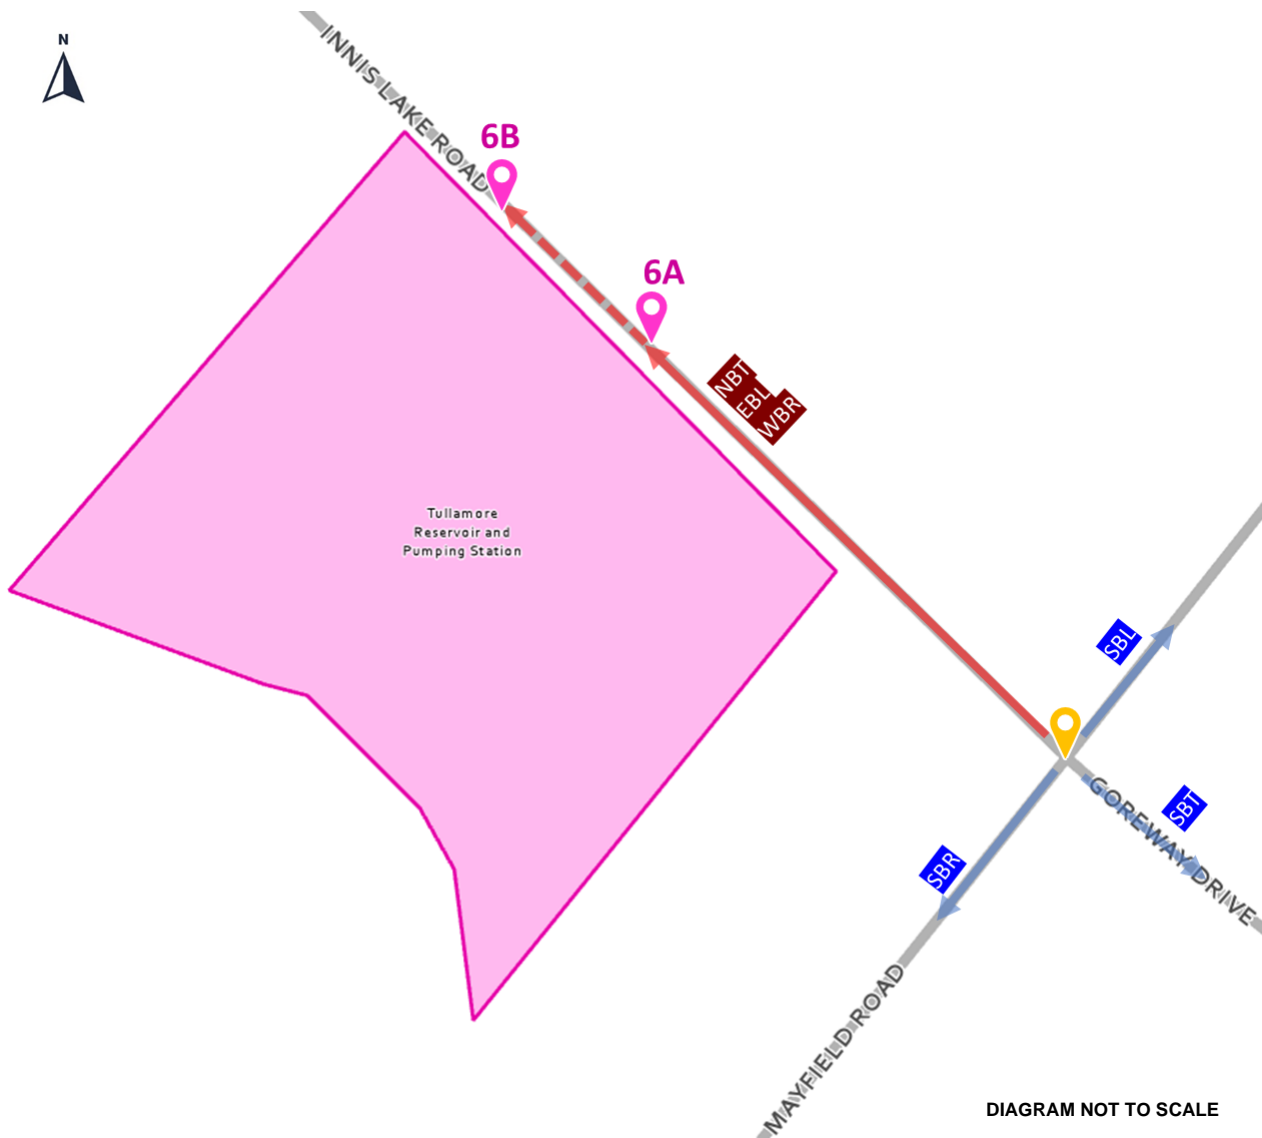 N
INNIS LAKE ROAD
6B
6A
NBT
EBL
WBR
Tullamore
Reservoir and
Pumping Station
SBL
SBT
GOREWAY DRIVE
SBR
MAYFIELD ROAD
DIAGRAM NOT TO SCALE